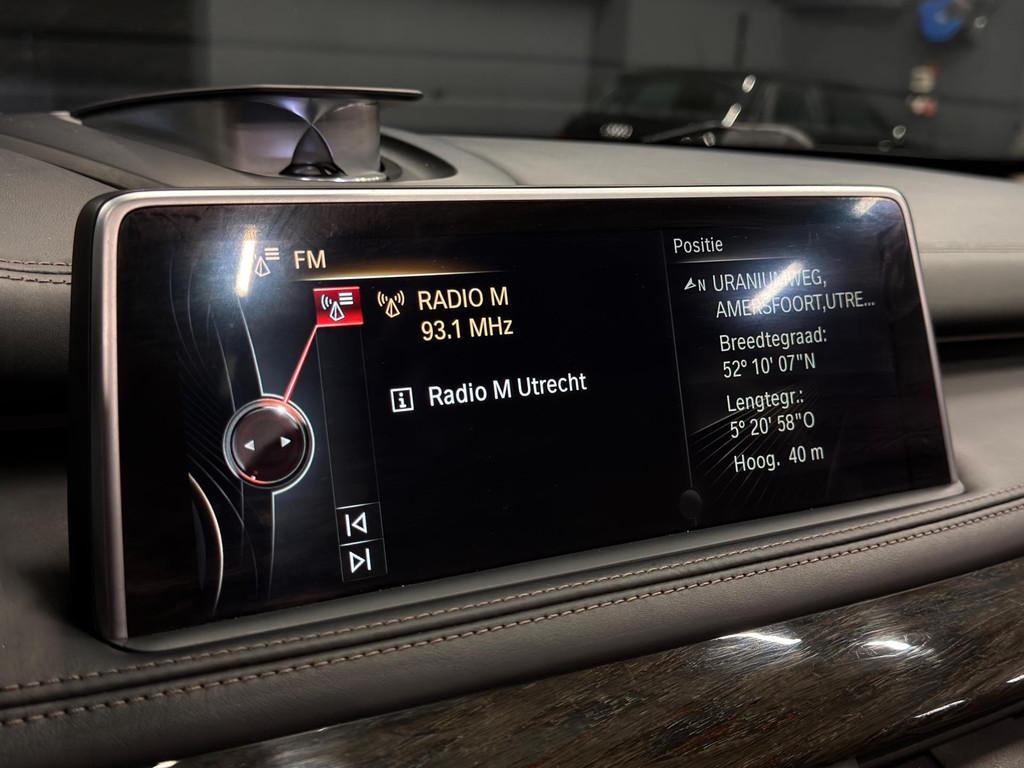 FM
RADIO M
93.1 MHz
Radio M Utrecht
Positie
N URANIUMWEG,
AMERSFOORT,UTRE...
Breedtegraad:
52° 10' 07"N
Lengtegr.:
5° 20' 58"O
Hoog. 40 m